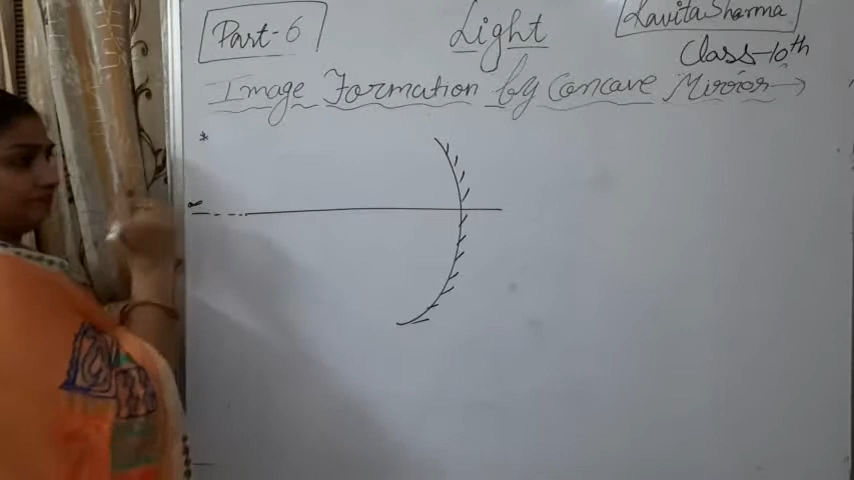 Part-6
Light
Kavita Sharma
Class-10th
Image Formation by Concave Mirror→
*
∞